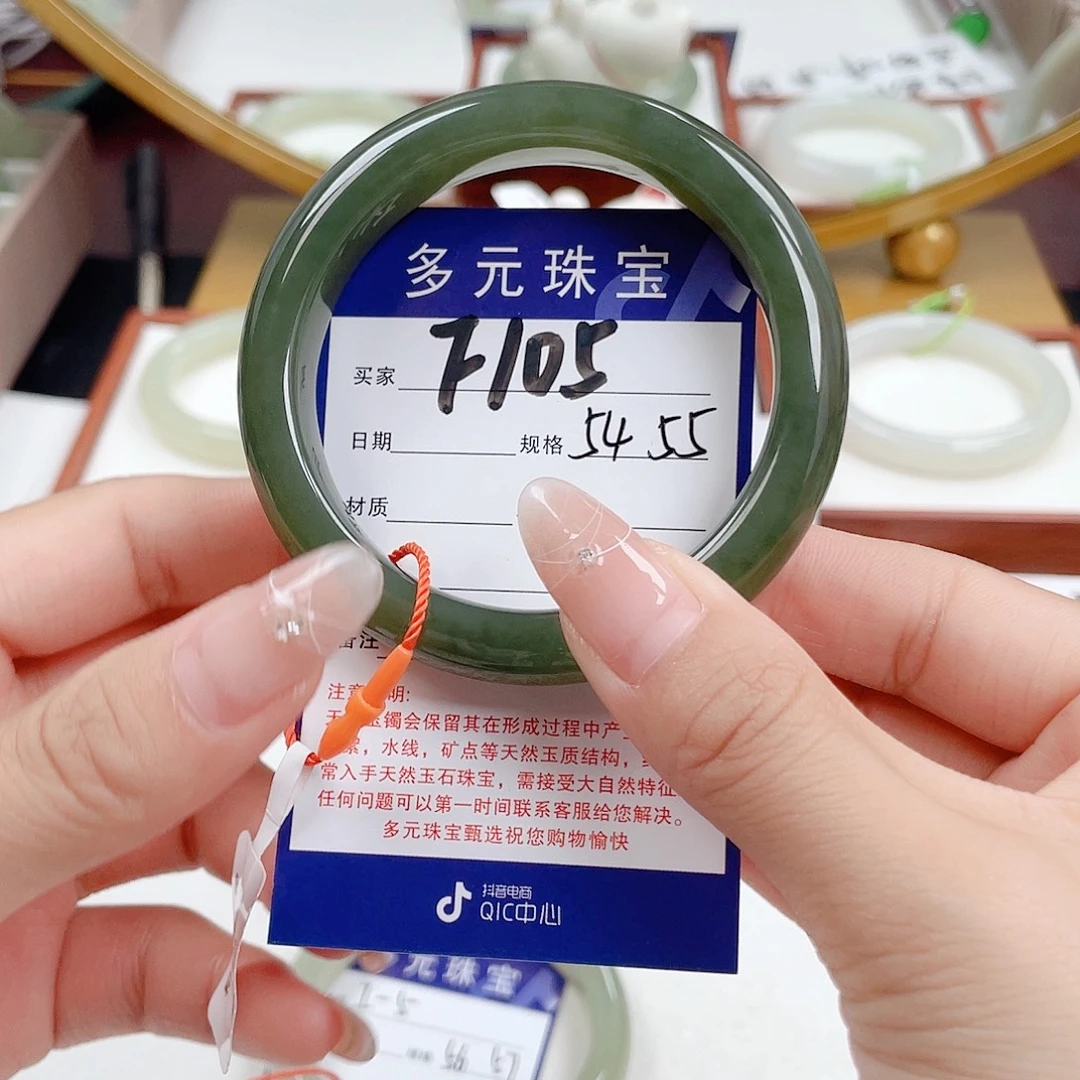 多元珠宝
买家 F105
日期 规格 54.55
材质
备注
注意 明:
玉镯会保留其在形成过程中产
絮，水线，矿点等天然玉质结构，
常入手天然玉石珠宝，需接受大自然特征
任何问题可以第一时间联系客服给您解决。
多元珠宝甄选祝您购物愉快
抖音电商
QIC中心
元珠宝